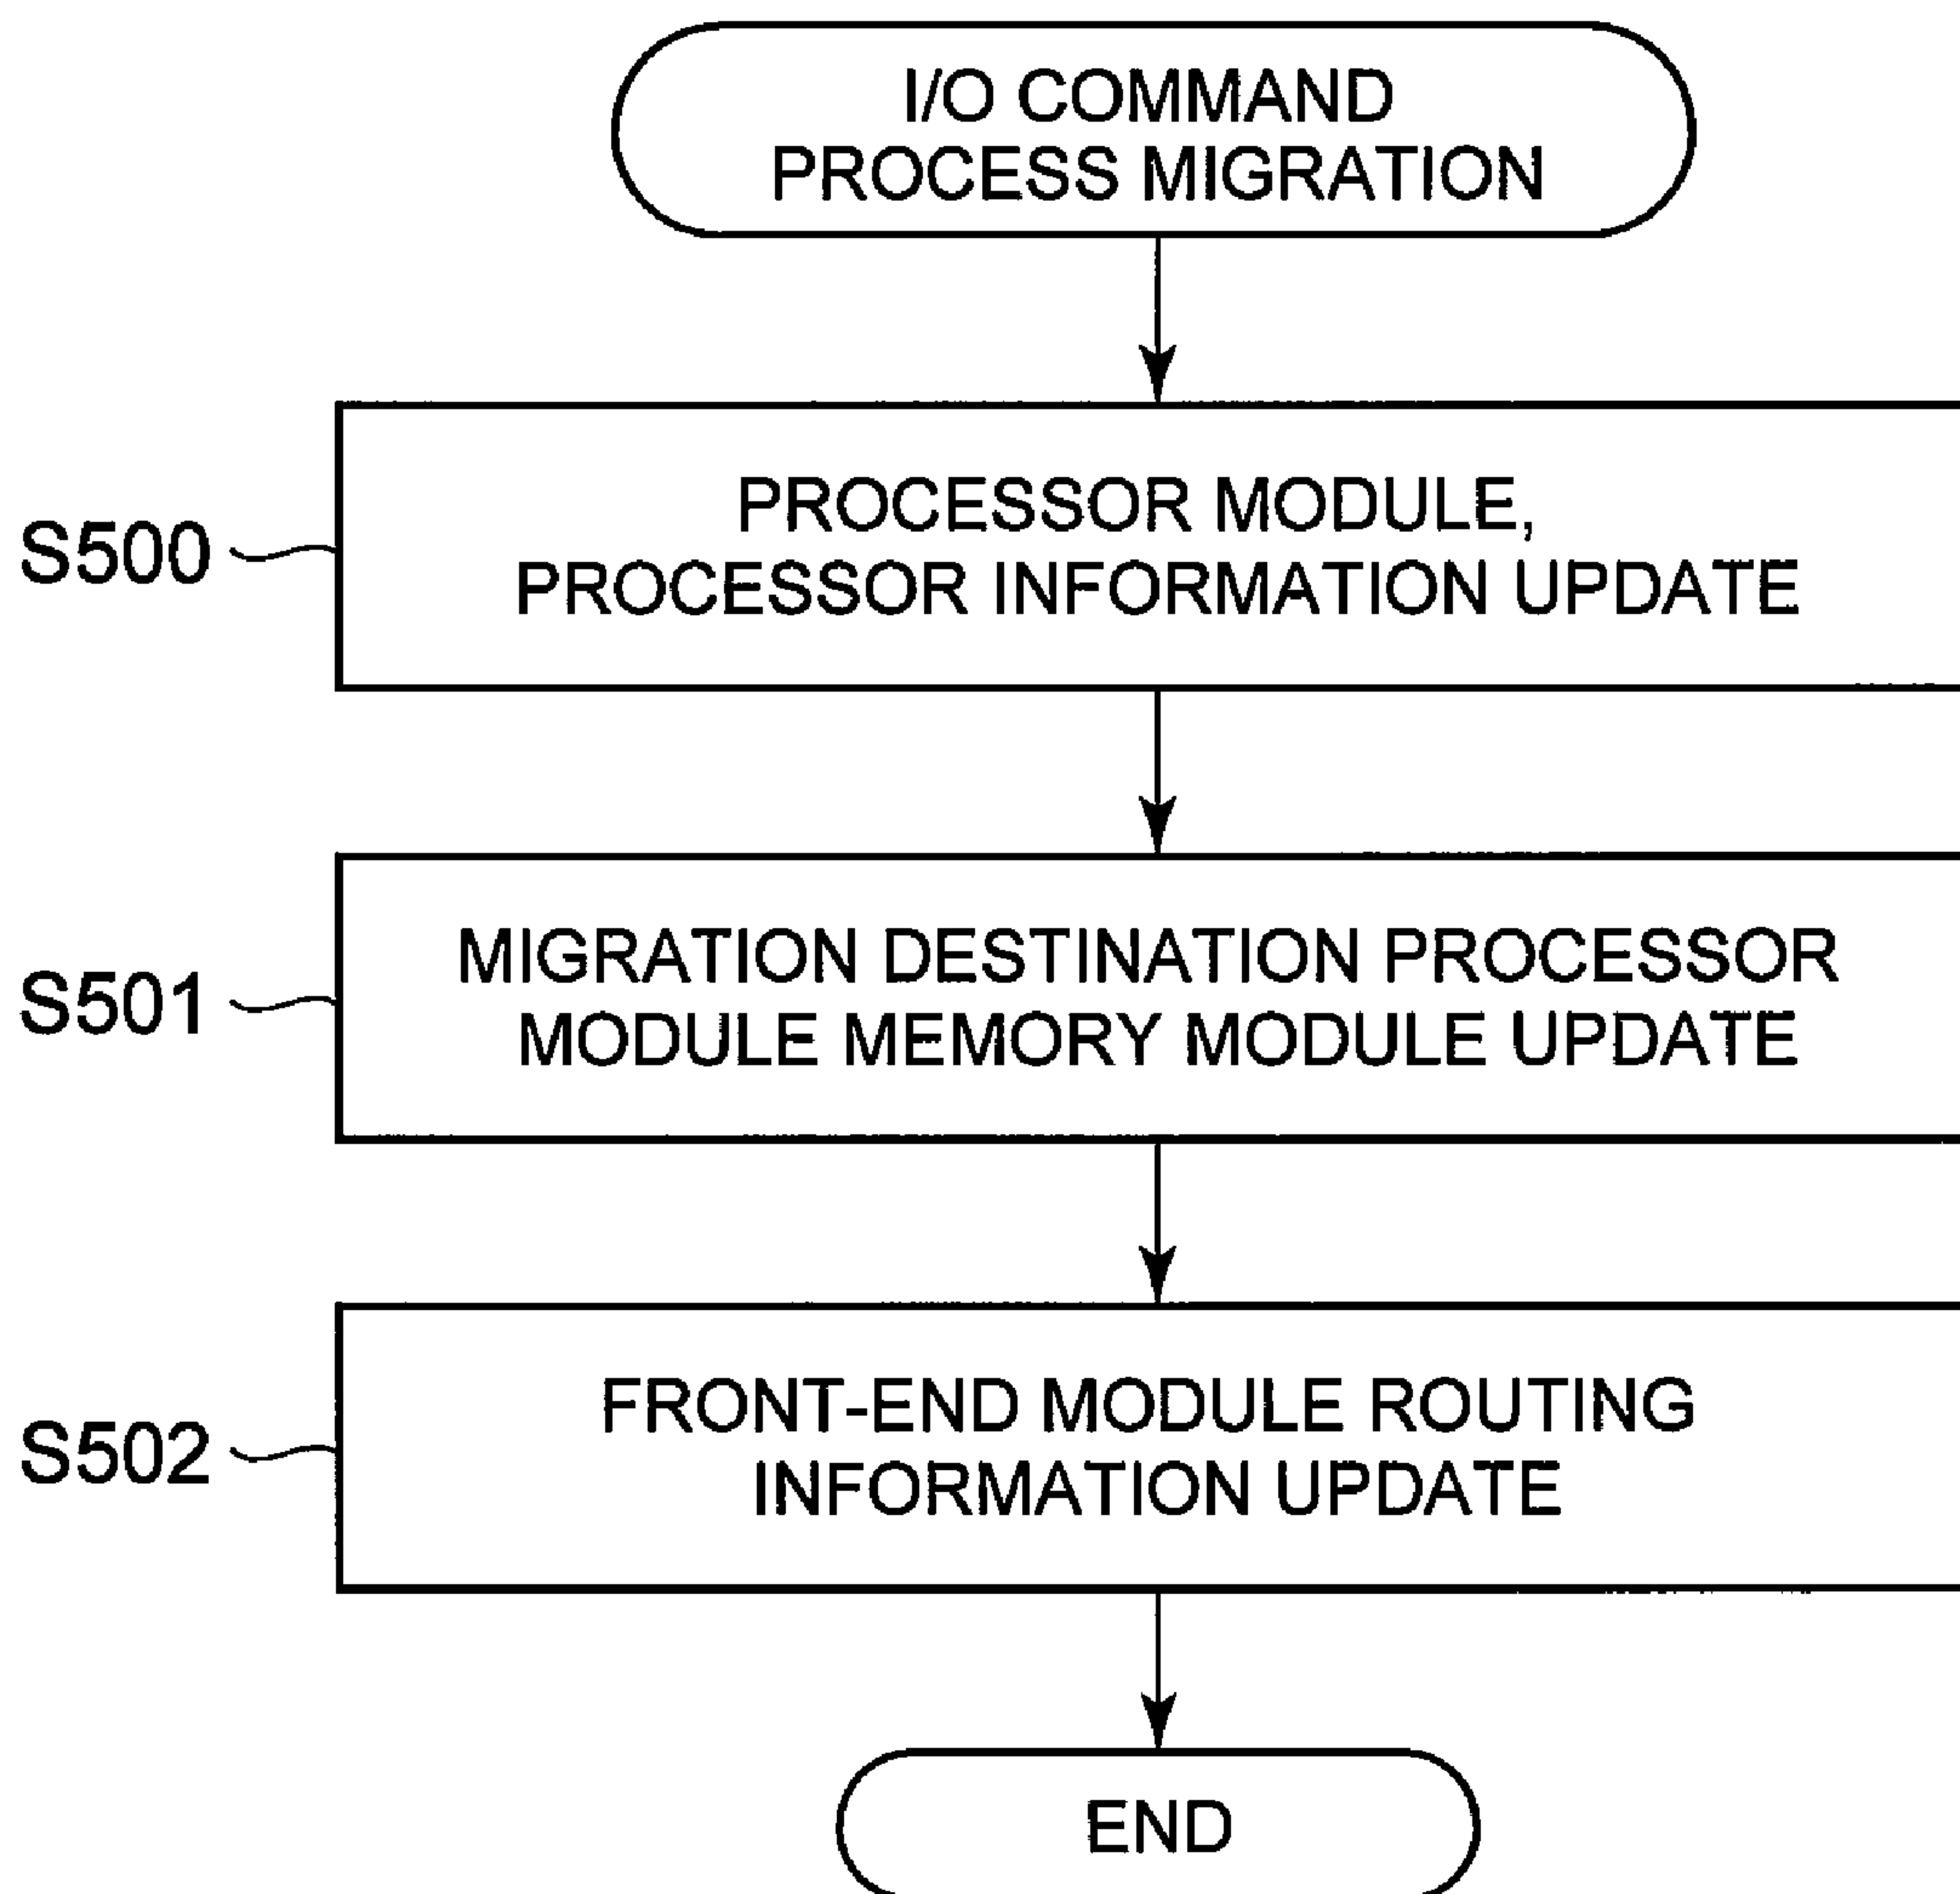 I/O COMMAND
PROCESS MIGRATION
PROCESSOR MODULE,
S500
PROCESSOR INFORMATION UPDATE
MIGRATION DESTINATION PROCESSOR
S501
MODULE MEMORY MODULE UPDATE
FRONT-END MODULE ROUTING
S502
INFORMATION UPDATE
END